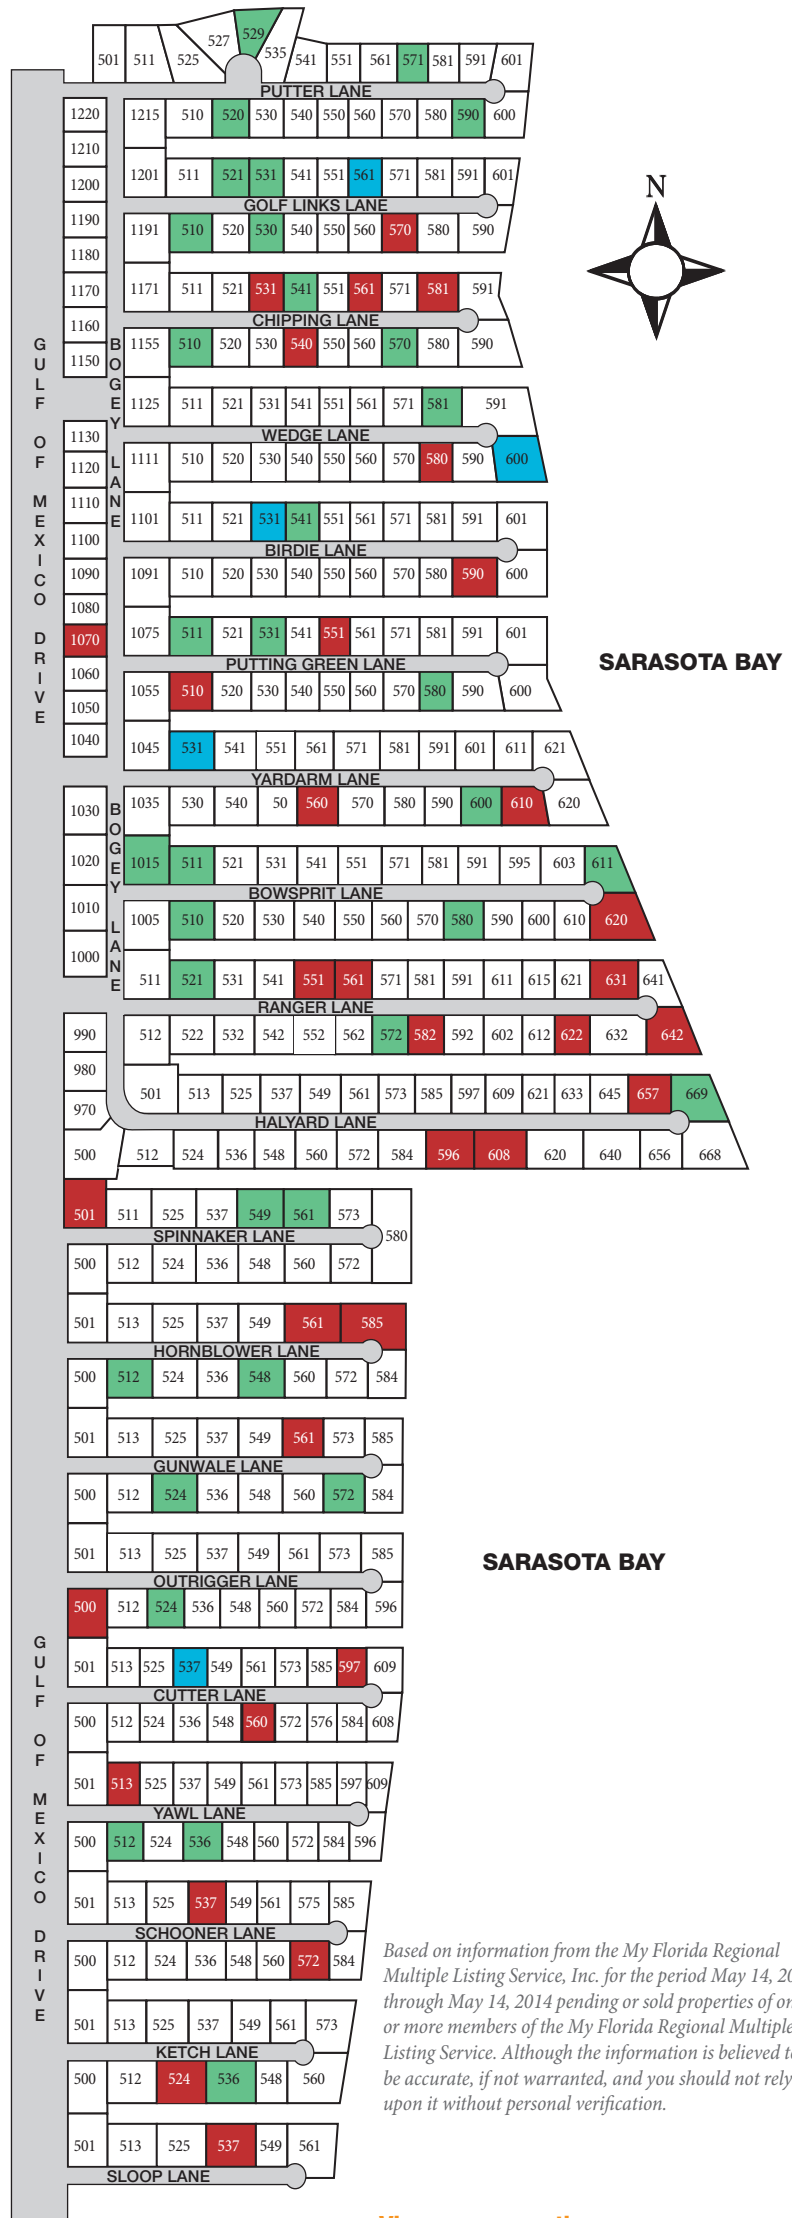 501 511 525 527 529 535 541 551 561 571 581 591 601
PUTTER LANE
1220 1215 510 520 530 540 550 560 570 580 590 600
1210
1200 1201 511 521 531 541 551 561 571 581 591 601
N
GOLF LINKS LANE
1190 1191 510 520 530 540 550 560 570 580 590
1180
1170 1171 511 521 531 541 551 561 571 581 591
CHIPPING LANE
1160
1150 1155 510 520 530 540 550 560 570 580 590
GULF OF MEXICO DRIVE
BOGEY LANE
1125 511 521 531 541 551 561 571 581 591
WEDGE LANE
1130
1120 1111 510 520 530 540 550 560 570 580 590 600
1110
1100 1101 511 521 531 541 551 561 571 581 591 601
BIRDIE LANE
1090 1091 510 520 530 540 550 560 570 580 590 600
1080
1070 1075 511 521 531 541 551 561 571 581 591 601
PUTTING GREEN LANE
SARASOTA BAY
1060
1050 1055 510 520 530 540 550 560 570 580 590 600
1040 1045 531 541 551 561 571 581 591 601 611 621
YARDARM LANE
1030 1035 530 540 50 560 570 580 590 600 610 620
BOGEY LANE
1020 1015 511 521 531 541 551 571 581 591 595 603 611
BOWSPRIT LANE
1010 1005 510 520 530 540 550 560 570 580 590 600 610 620
1000 511 521 531 541 551 561 571 581 591 611 615 621 631 641
RANGER LANE
990 512 522 532 542 552 562 572 582 592 602 612 622 632 642
980
970 501 513 525 537 549 561 573 585 597 609 621 633 645 657 669
HALYARD LANE
500 512 524 536 548 560 572 584 596 608 620 640 656 668
501 511 525 537 549 561 573 580
SPINNAKER LANE
500 512 524 536 548 560 572
501 513 525 537 549 561 585
HORNBLOWER LANE
500 512 524 536 548 560 572 584
501 513 525 537 549 561 573 585
GUNWALE LANE
500 512 524 536 548 560 572 584
501 513 525 537 549 561 573 585
OUTRIGGER LANE
SARASOTA BAY
500 512 524 536 548 560 572 584 596
GULF OF MEXICO DRIVE
501 513 525 537 549 561 573 585 597 609
CUTTER LANE
500 512 524 536 548 560 572 576 584 608
501 513 525 537 549 561 573 585 597 609
YAWL LANE
500 512 524 536 548 560 572 584 596
501 513 525 537 549 561 575 585
SCHOONER LANE
500 512 524 536 548 560 572 584
501 513 525 537 549 561 573
KETCH LANE
500 512 524 536 548 560
501 513 525 537 549 561
SLOOP LANE
Based on information from the My Florida Regional
Multiple Listing Service, Inc. for the period May 14,
through May 14, 2014 pending or sold properties of
or more members of the My Florida Regional Multiple
Listing Service. Although the information is believed
be accurate, if not warranted, and you should not rely
upon it without personal verification.